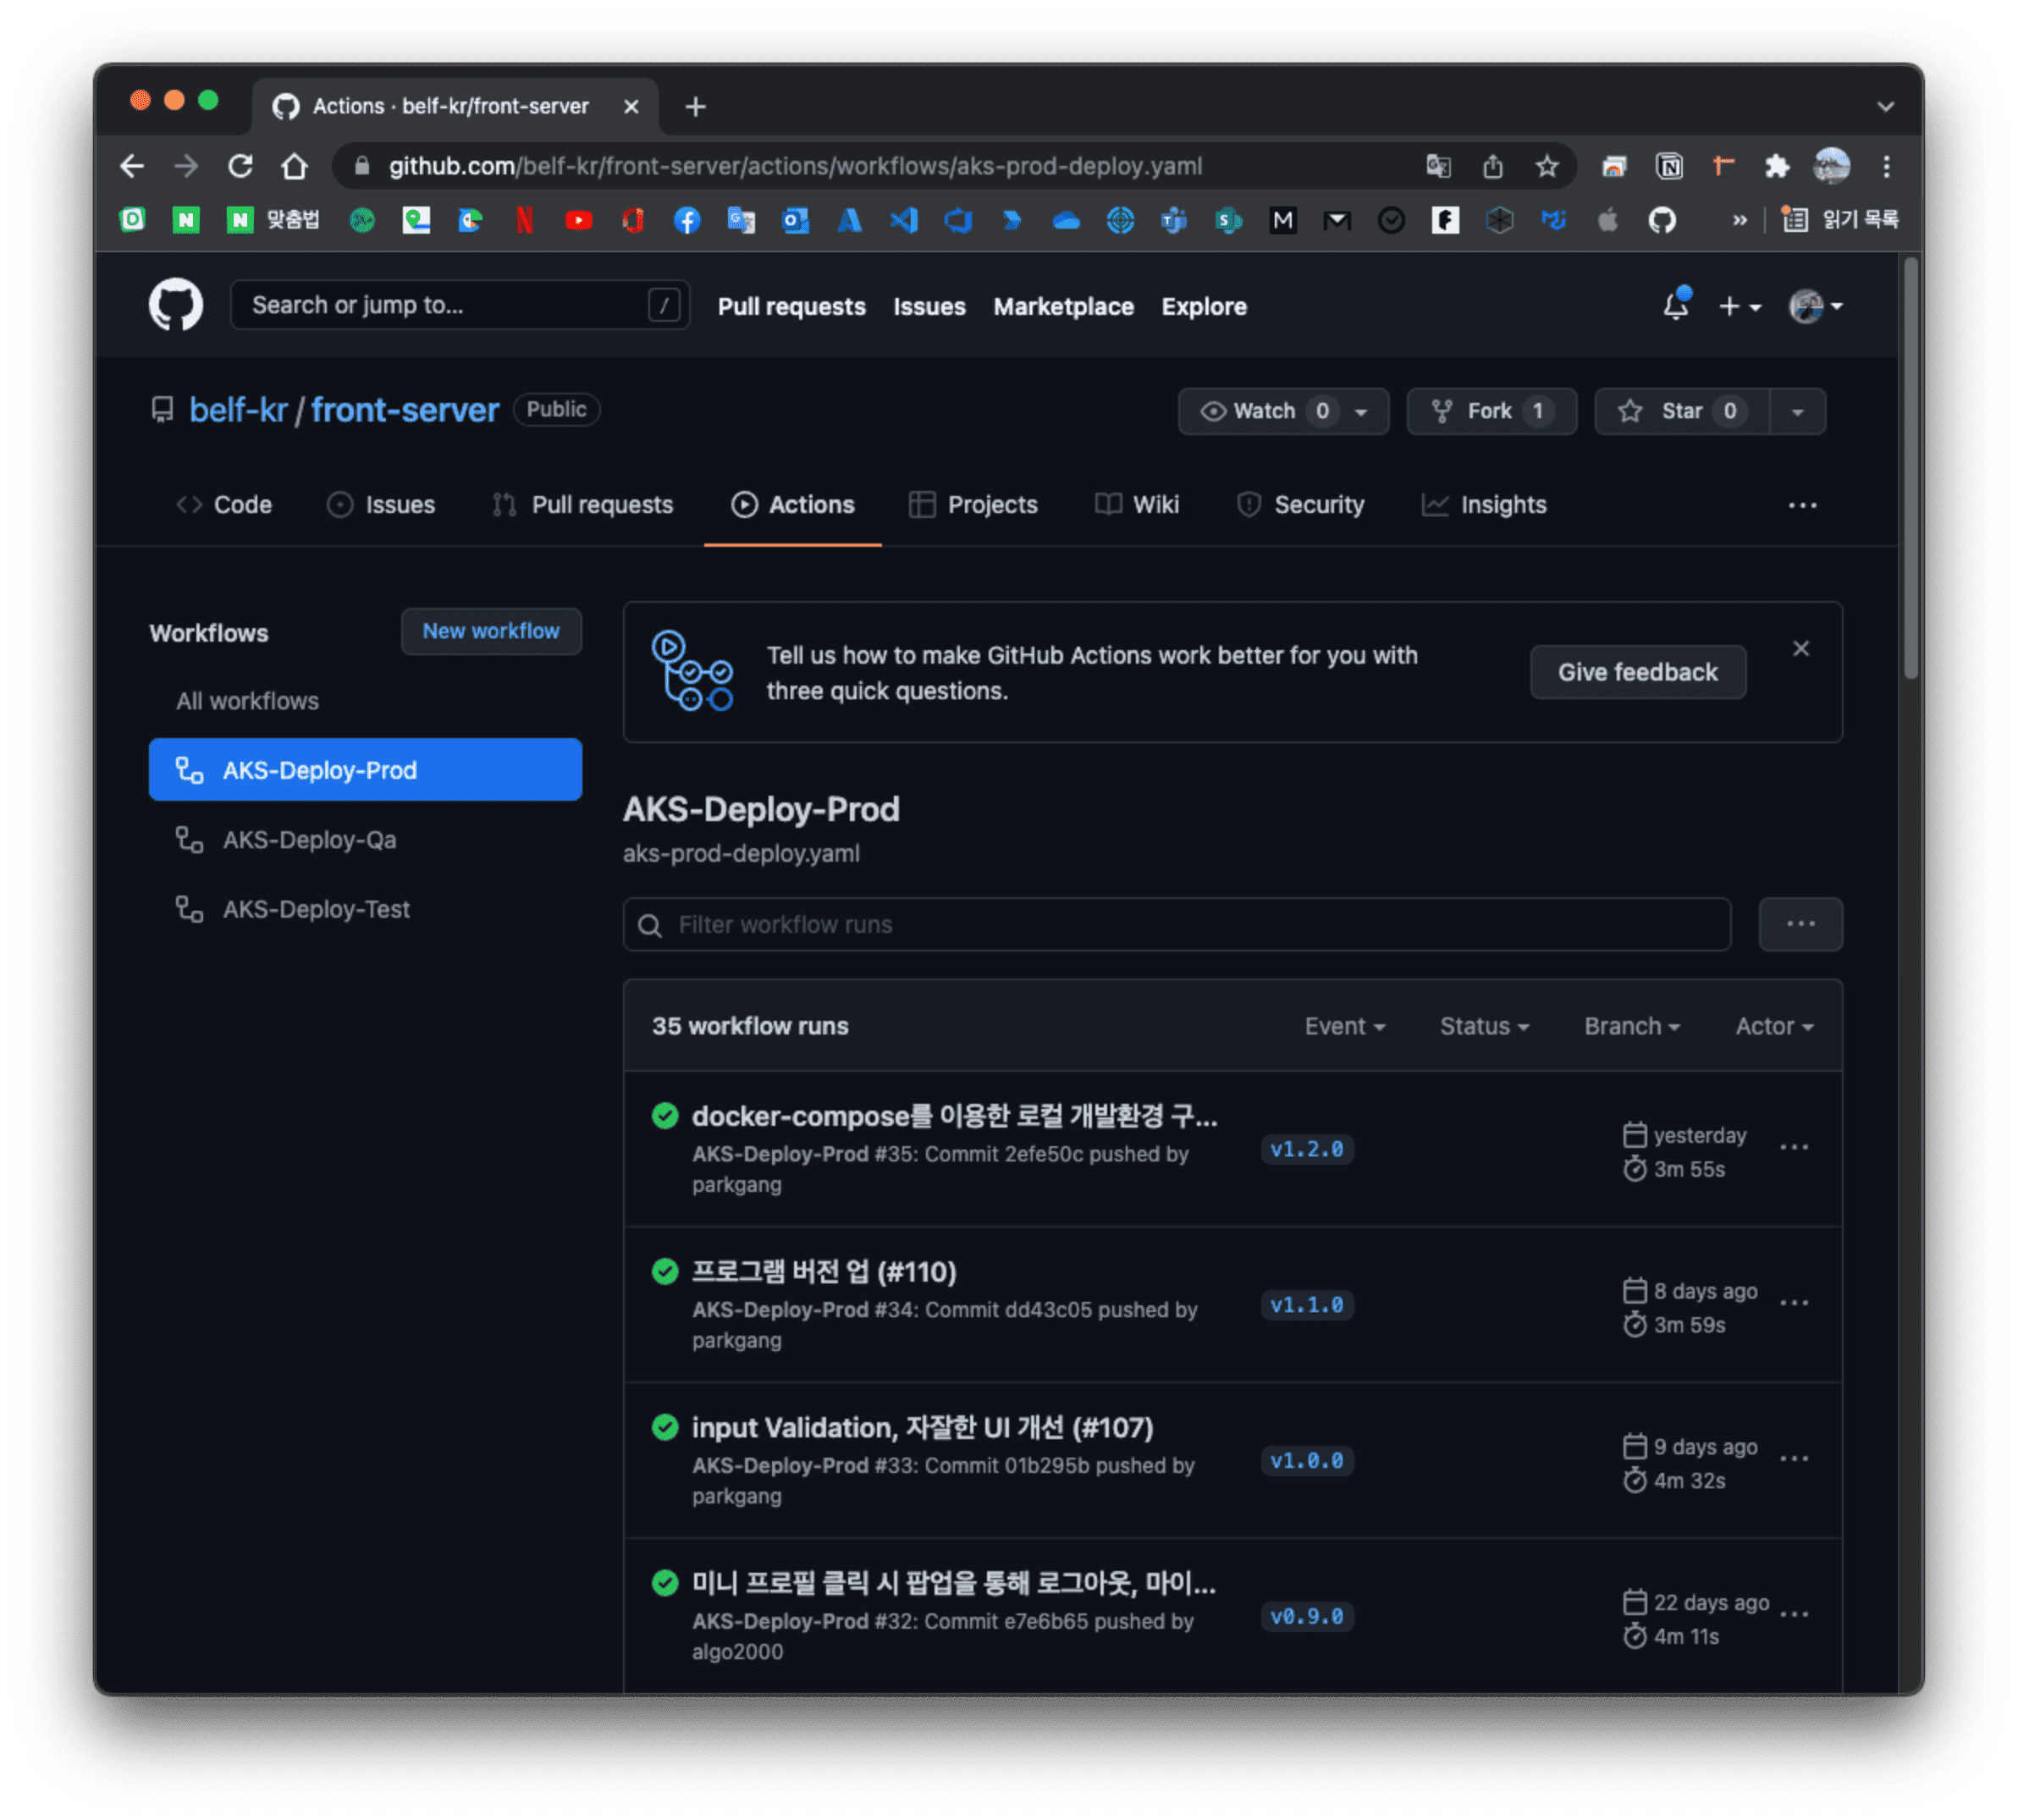 Actions · belf-kr/front-server
github.com/belf-kr/front-server/actions/workflows/aks-prod-deploy.yaml
맞춤법
읽기 목록
Search or jump to...
/
Pull requests
Issues
Marketplace
Explore
belf-kr / front-server
Public
Watch 0
Fork 1
Star 0
Code
Issues
Pull requests
Actions
Projects
Wiki
Security
Insights
Workflows
New workflow
All workflows
AKS-Deploy-Prod
AKS-Deploy-Qa
AKS-Deploy-Test
Tell us how to make GitHub Actions work better for you with
three quick questions.
Give feedback
AKS-Deploy-Prod
aks-prod-deploy.yaml
Filter workflow runs
35 workflow runs
Event
Status
Branch
Actor
docker-compose를 이용한 로컬 개발환경 구...
AKS-Deploy-Prod #35: Commit 2efe50c pushed by
parkgang
v1.2.0
yesterday
3m 55s
프로그램 버전 업 (#110)
AKS-Deploy-Prod #34: Commit dd43c05 pushed by
parkgang
v1.1.0
8 days ago
3m 59s
input Validation, 자잘한 UI 개선 (#107)
AKS-Deploy-Prod #33: Commit 01b295b pushed by
parkgang
v1.0.0
9 days ago
4m 32s
미니 프로필 클릭 시 팝업을 통해 로그아웃, 마이...
AKS-Deploy-Prod #32: Commit e7e6b65 pushed by
algo2000
v0.9.0
22 days ago
4m 11s